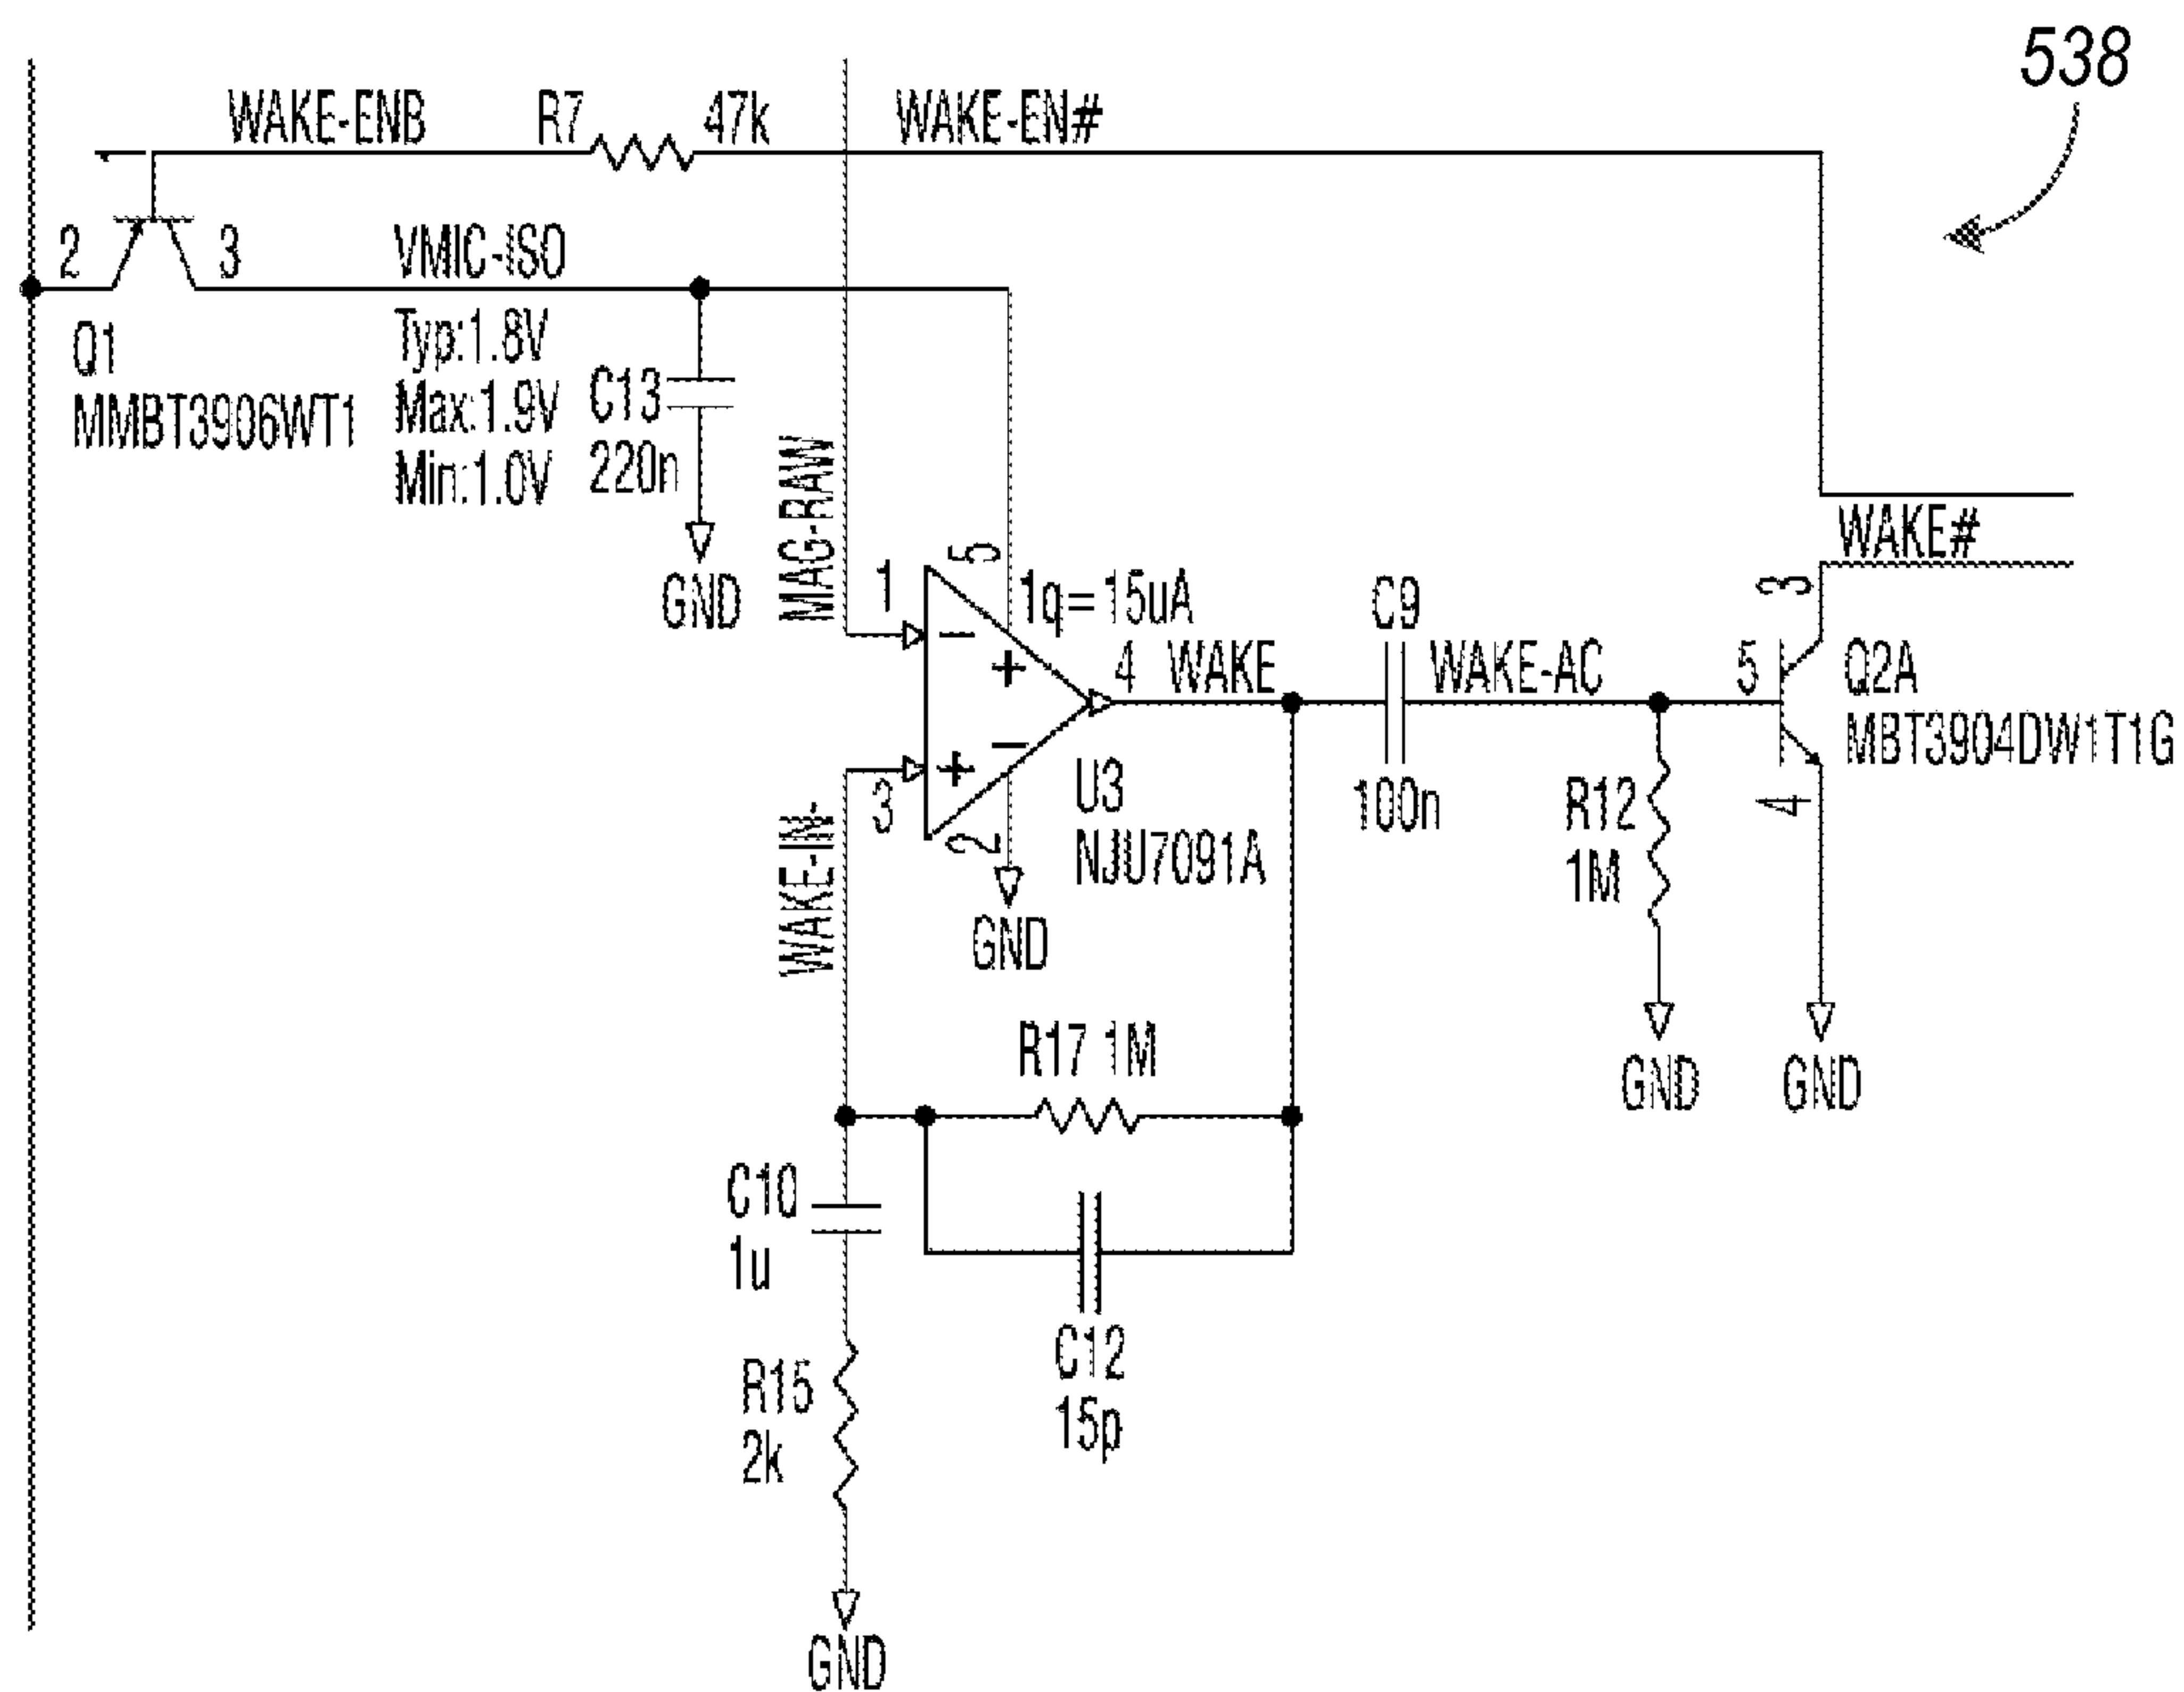 538
WAKE-ENB R7 47k WAKE-EN#
2 3 VMIC-ISO
Q1
MMBT3906WT1
Typ:1.8V
Max:1.9V
Min:1.0V
C13
220n
GND
MAG-RAW
WAKE#
1 5 1q=15uA
- +
4 WAKE
C9
100n
WAKE-AC
3
5 Q2A
MBT3904DW1T1G
4
+ -
3 2
U3
NJU7091A
GND
WAKE-IN-
R12
1M
GND GND
R17 1M
C10
1u
C12
15p
R15
2k
GND